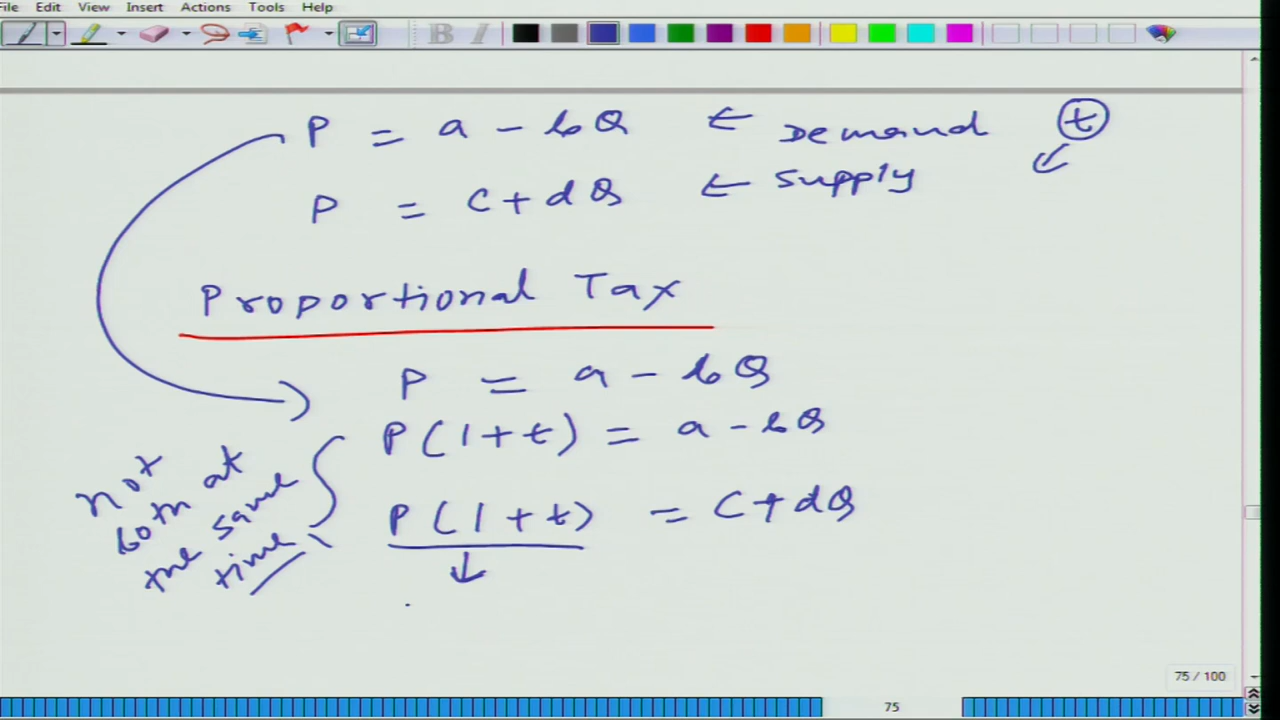 File Edit View Insert Actions Tools Help
B I
P = a - bQ ← Demand t
P = c + dQ ← Supply
Proportional Tax
P = a - bQ
P(1+t) = a - bQ
P(1+t) = c + dQ
not
both at
the same
time
75 / 100
75